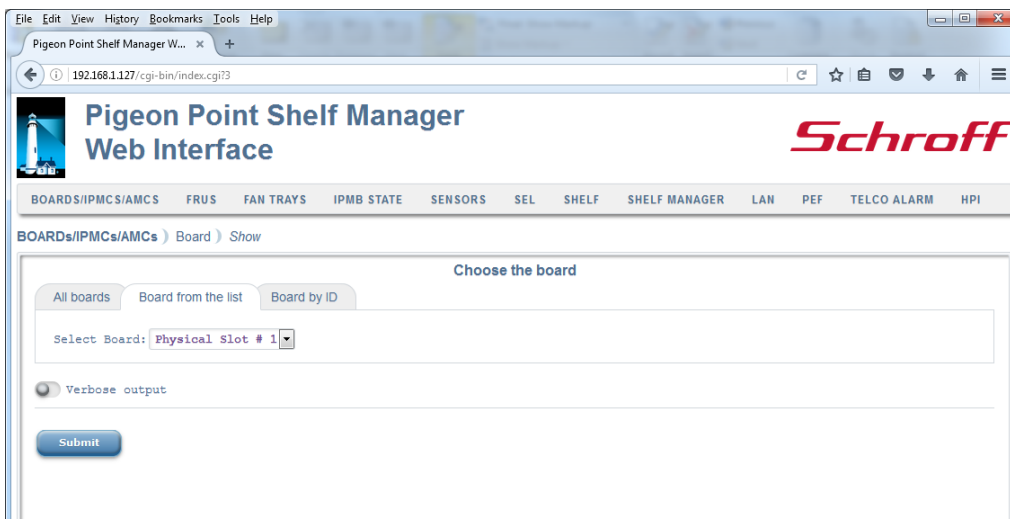 File Edit View History Bookmarks Tools Help
Pigeon Point Shelf Manager W... × +
192.168.1.127/cgi-bin/index.cgi?3
Pigeon Point Shelf Manager
Web Interface
Schroff
BOARDS/IPMCS/AMCS FRUS FAN TRAYS IPMB STATE SENSORS SEL SHELF SHELF MANAGER LAN PEF TELCO ALARM HPI
BOARDs/IPMCs/AMCs ) Board ) Show
Choose the board
All boards Board from the list Board by ID
Select Board: Physical Slot # 1
Verbose output
Submit